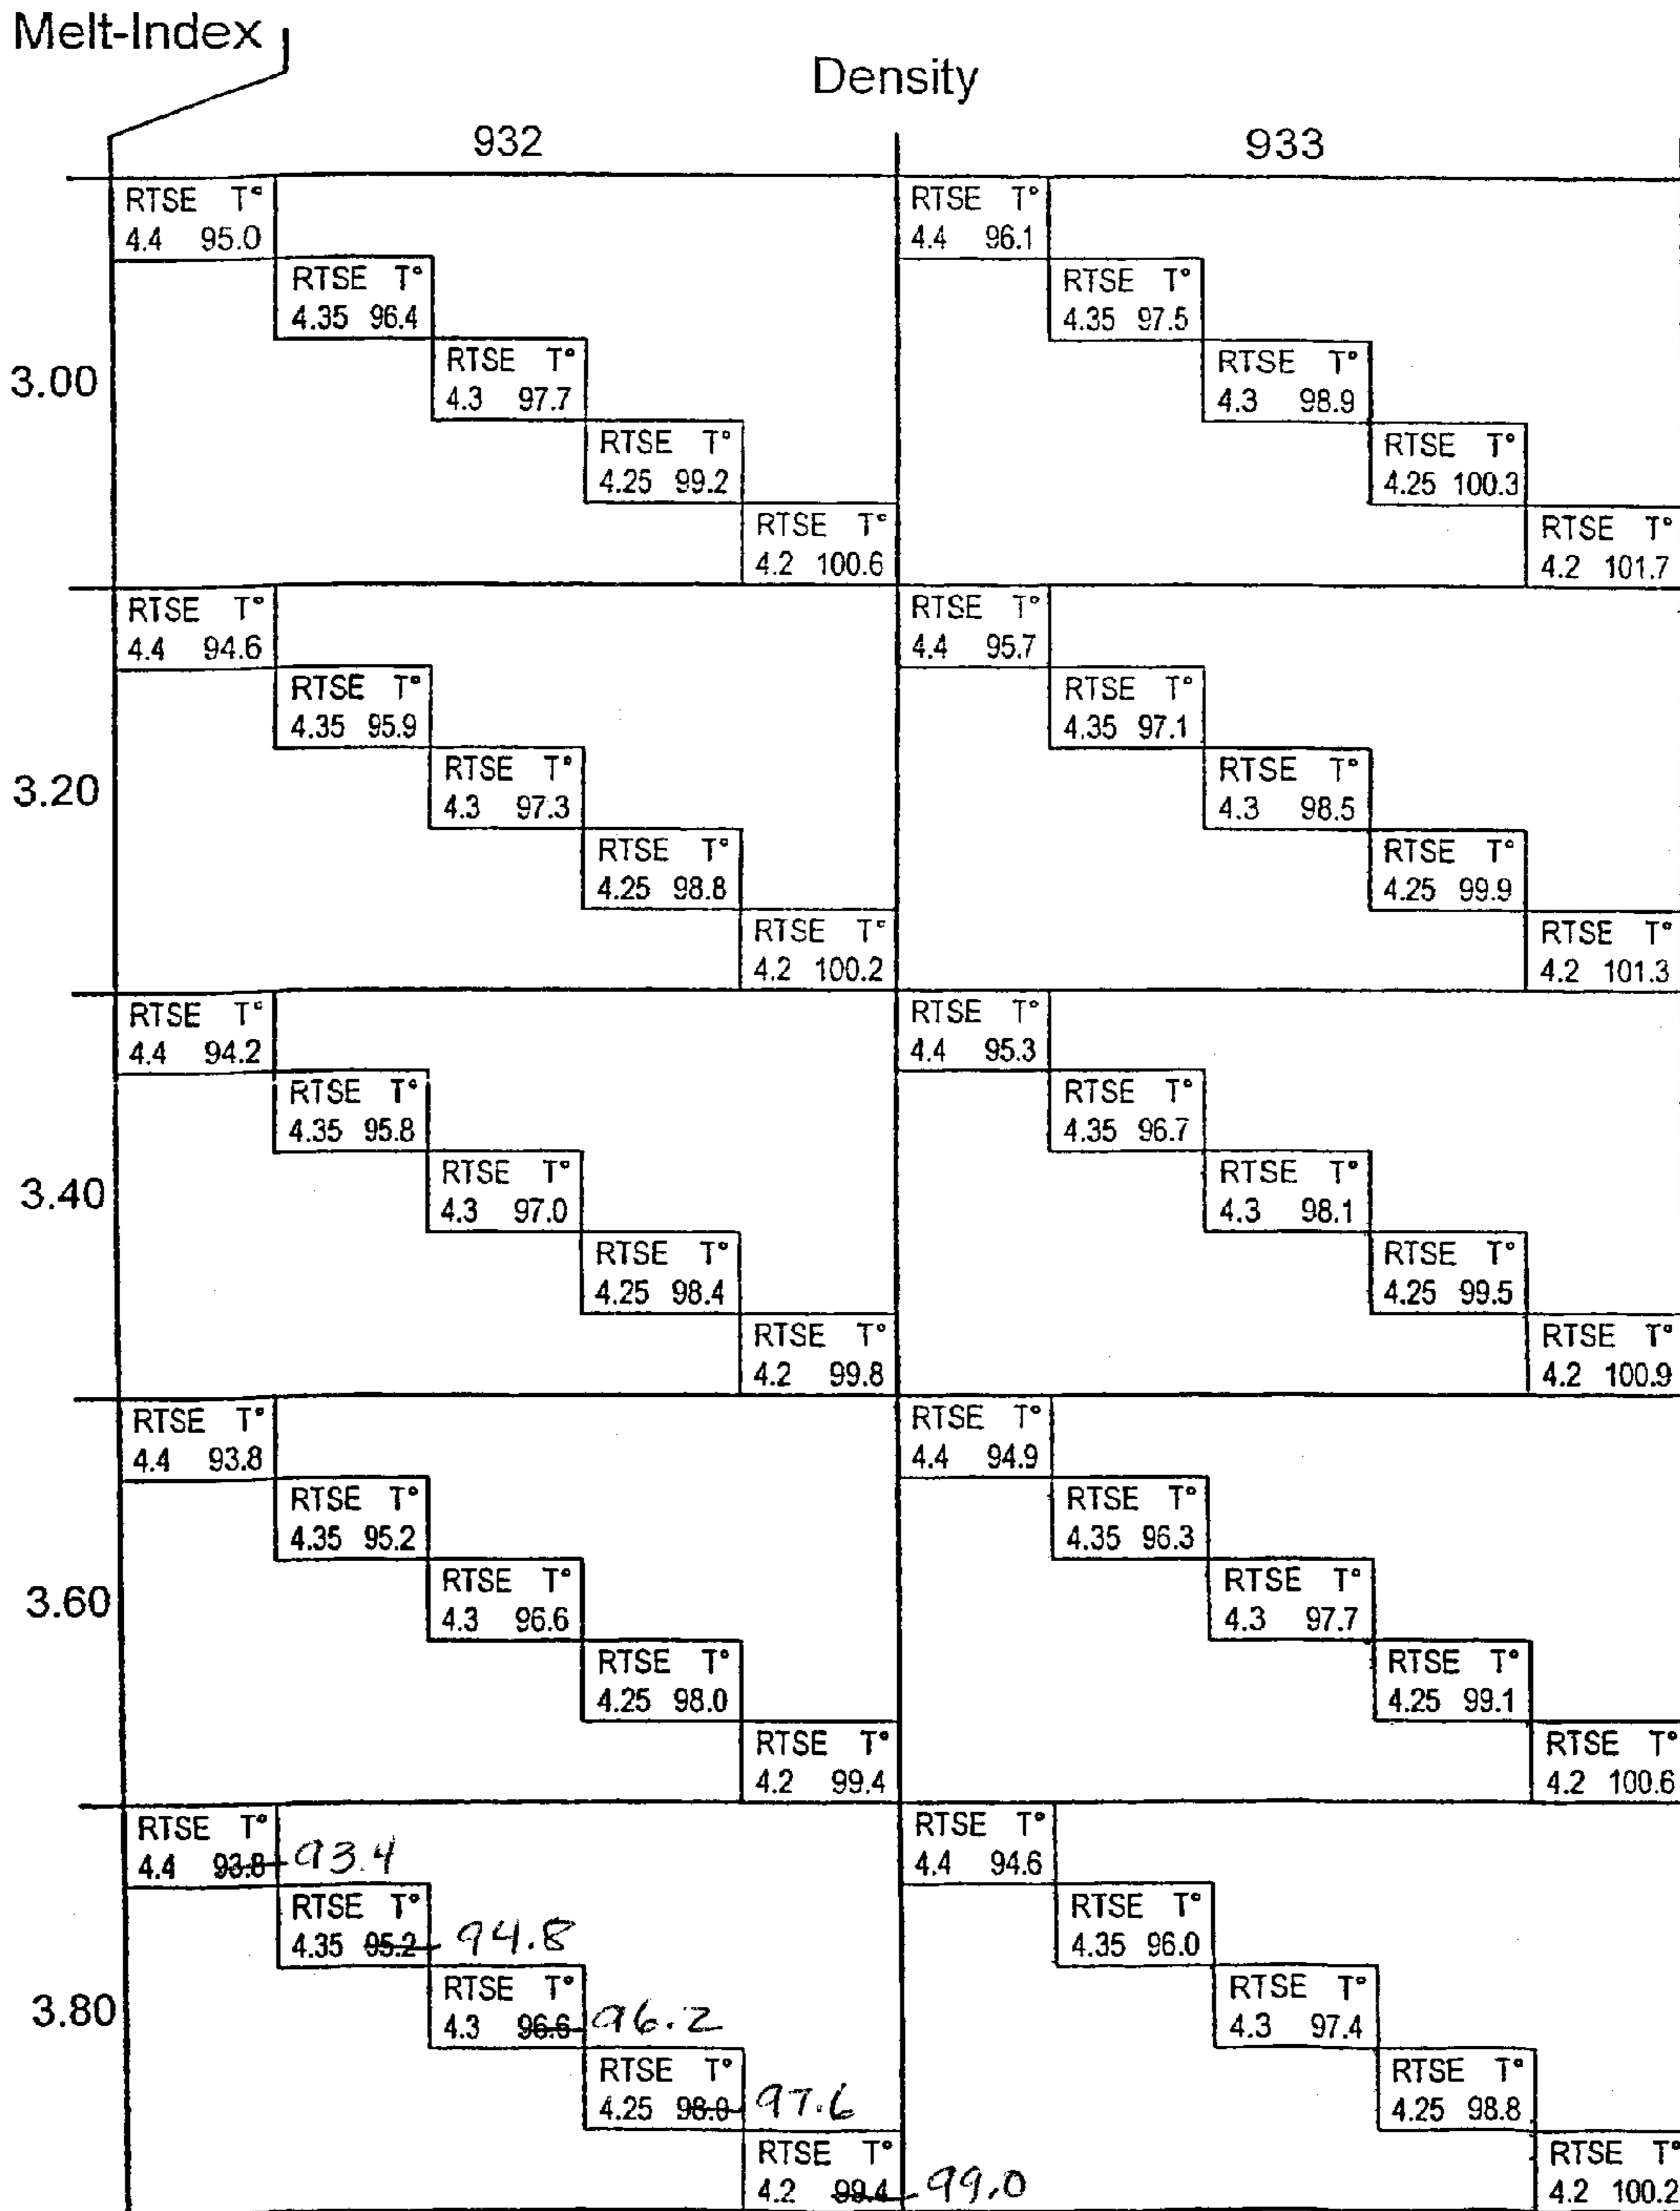 Melt-Index
Density
932 933
RTSE T° RTSE T°
4.4 95.0 4.4 96.1
RTSE T° RTSE T°
4.35 96.4 4.35 97.5
RTSE T° RTSE T°
3.00
4.3 97.7 4.3 98.9
RTSE T° RTSE T°
4.25 99.2 4.25 100.3
RTSE T° RTSE T°
4.2 100.6 4.2 101.7
RTSE T° RTSE T°
4.4 94.6 4.4 95.7
RTSE T° RTSE T°
4.35 95.9 4.35 97.1
RTSE T° RTSE T°
3.20
4.3 97.3 4.3 98.5
RTSE T° RTSE T°
4.25 98.8 4.25 99.9
RTSE T° RTSE T°
4.2 100.2 4.2 101.3
RTSE T° RTSE T°
4.4 94.2 4.4 95.3
RTSE T° RTSE T°
4.35 95.8 4.35 96.7
RTSE T° RTSE T°
3.40
4.3 97.0 4.3 98.1
RTSE T° RTSE T°
4.25 98.4 4.25 99.5
RTSE T° RTSE T°
4.2 99.8 4.2 100.9
RTSE T° RTSE T°
4.4 93.8 4.4 94.9
RTSE T° RTSE T°
4.35 95.2 4.35 96.3
RTSE T° RTSE T°
3.60
4.3 96.6 4.3 97.7
RTSE T° RTSE T°
4.25 98.0 4.25 99.1
RTSE T° RTSE T°
4.2 99.4 4.2 100.6
RTSE T° RTSE T°
4.4 93.8 93.4 4.4 94.6
RTSE T° RTSE T°
4.35 95.2 94.8 4.35 96.0
RTSE T° RTSE T°
3.80
4.3 96.6 96.2 4.3 97.4
RTSE T° RTSE T°
4.25 98.0 97.6 4.25 98.8
RTSE T° RTSE T°
4.2 99.4 99.0 4.2 100.2